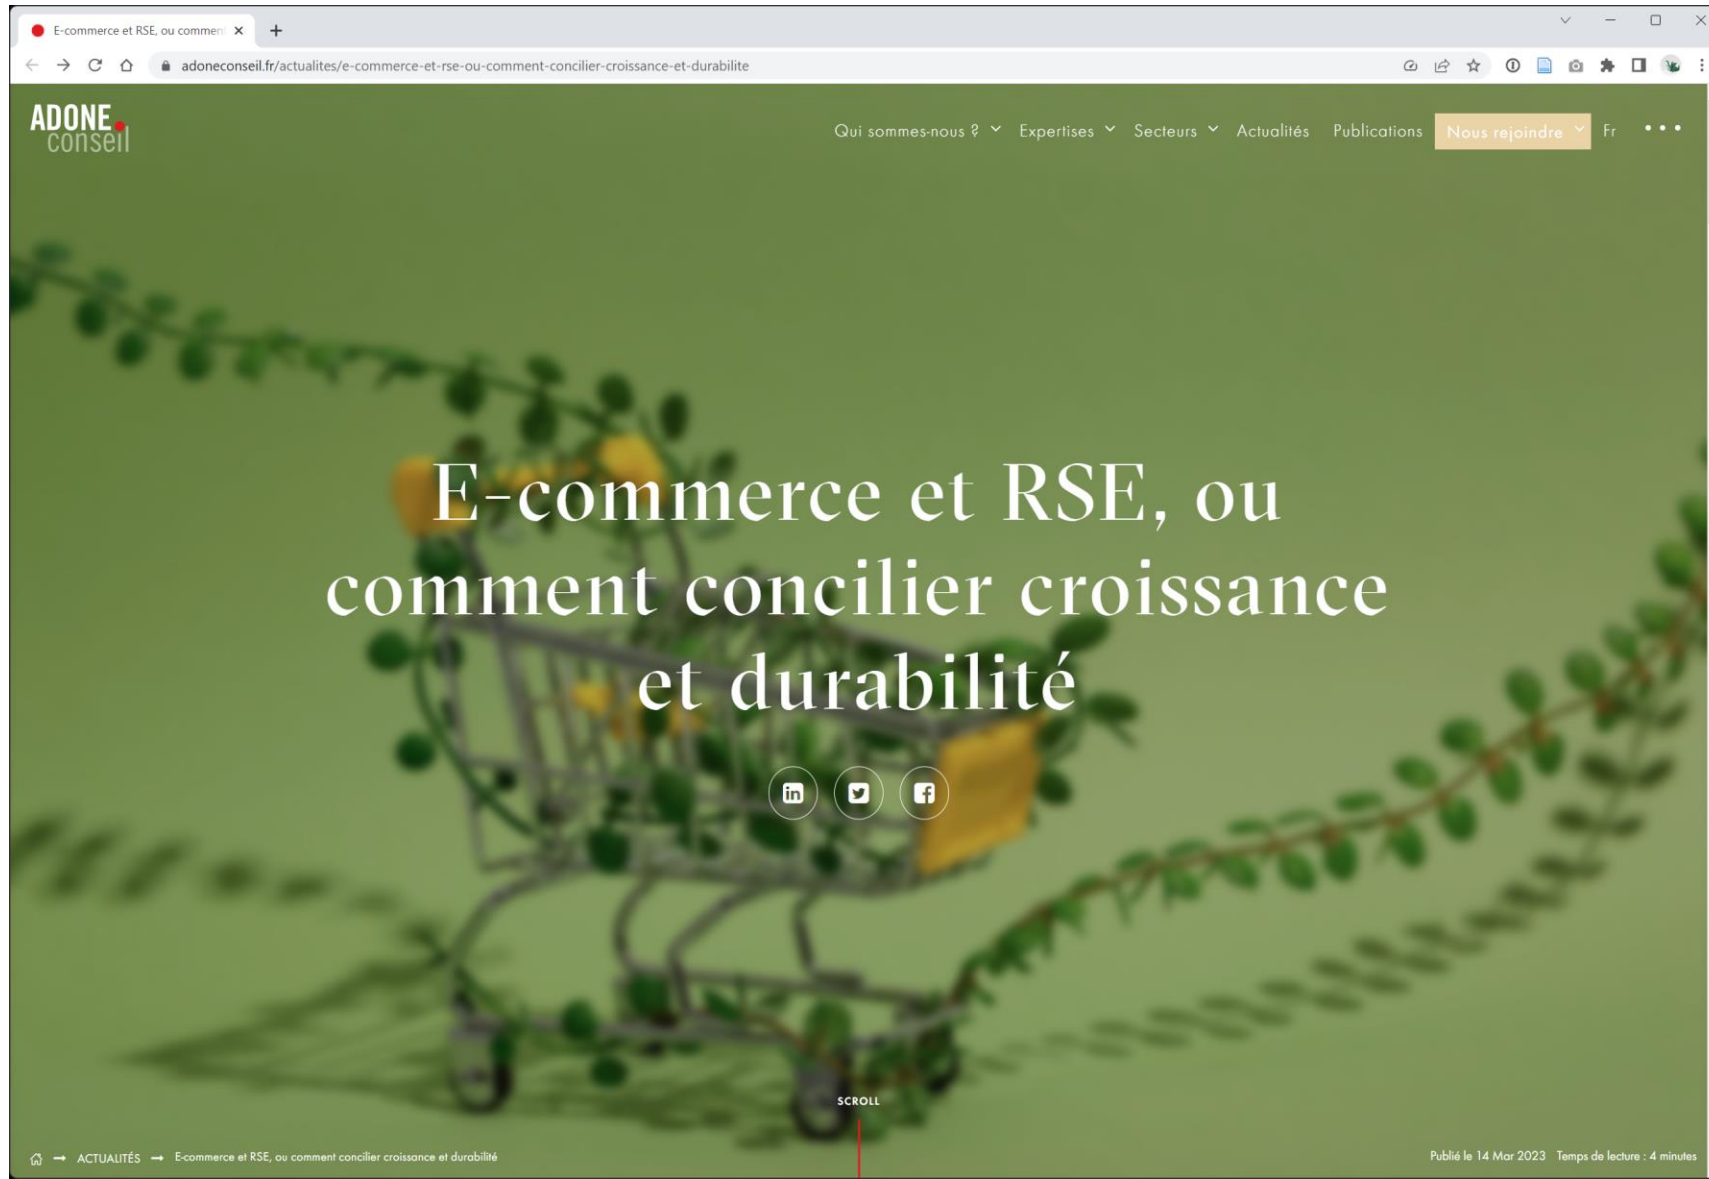 E-commerce et RSE, ou commen
adoneconseil.fr/actualites/e-commerce-et-rse-ou-comment-concilier-croissance-et-durabilite
ADONE
conseil
Qui sommes-nous ? Expertises Secteurs Actualités Publications Nous rejoindre Fr
E-commerce et RSE, ou
comment concilier croissance
et durabilité
SCROLL
ACTUALITÉS → E-commerce et RSE, ou comment concilier croissance et durabilité
Publié le 14 Mar 2023 Temps de lecture : 4 minutes